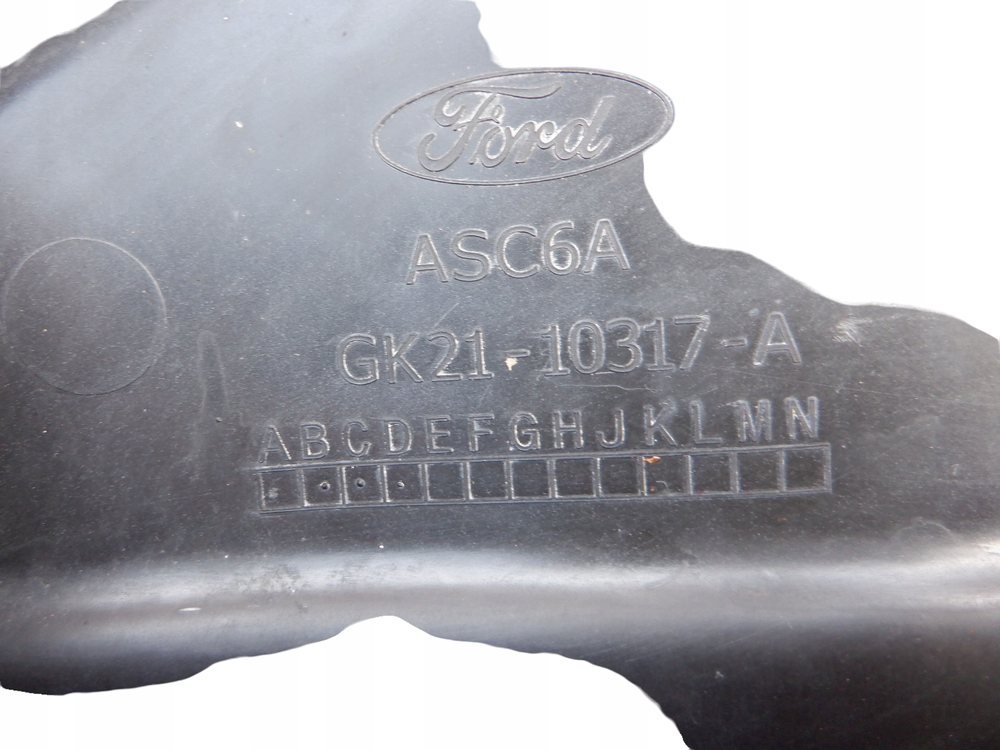 Ford
ASC6A
GK21-10317-A
ABCDEFGHJKLMN